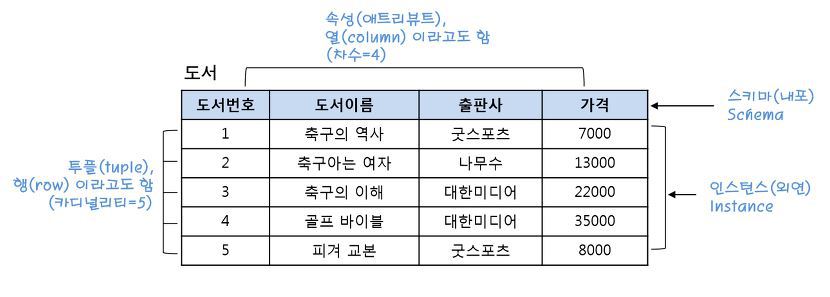 속성(애트리뷰트),
열(column) 이라고도 함
(차수=4)
도서
도서번호 도서이름 출판사 가격
스키마(내포)
Schema
1 축구의 역사 굿스포츠 7000
2 축구아는 여자 나무수 13000
3 축구의 이해 대한미디어 22000
4 골프 바이블 대한미디어 35000
5 피겨 교본 굿스포츠 8000
투플(tuple),
행(row) 이라고도 함
(카디널리티=5)
인스턴스(외연)
Instance